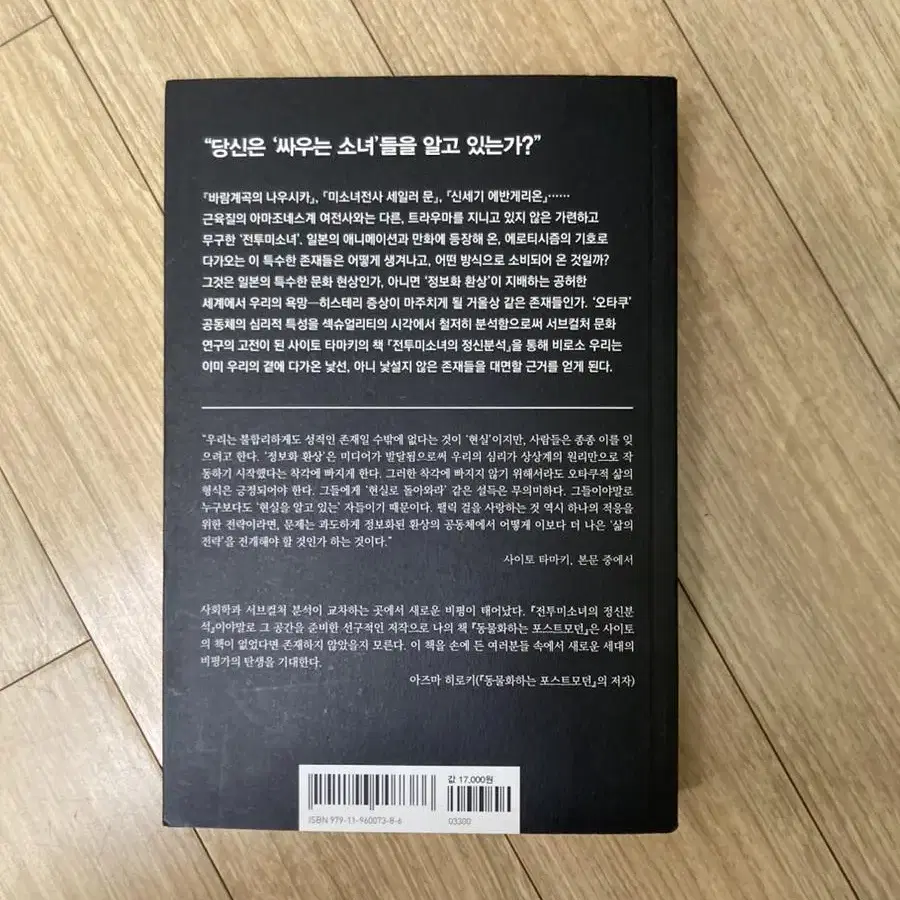 “당신은 ‘싸우는 소녀’들을 알고 있는가?”
『바람계곡의 나우시카』, 『미소녀전사 세일러 문』, 『신세기 에반게리온』……
근육질의 아마조네스계 여전사와는 다른, 트라우마를 지니고 있지 않은 가련하고
무구한 ‘전투미소녀’. 일본의 애니메이션과 만화에 등장해 온, 에로티시즘의 기호로
다가오는 이 특수한 존재들은 어떻게 생겨나고, 어떤 방식으로 소비되어 온 것일까?
그것은 일본의 특수한 문화 현상인가, 아니면 ‘정보화 환상’이 지배하는 공허한
세계에서 우리의 욕망—히스테리 증상이 마주치게 될 거울상 같은 존재들인가. ‘오타쿠’
공동체의 심리적 특성을 섹슈얼리티의 시각에서 철저히 분석함으로써 서브컬처 문화
연구의 고전이 된 사이토 타마키의 책 『전투미소녀의 정신분석』을 통해 비로소 우리는
이미 우리의 곁에 다가온 낯선, 아니 낯설지 않은 존재들을 대면할 근거를 얻게 된다.
“우리는 불합리하게도 성적인 존재일 수밖에 없다는 것이 ‘현실’이지만, 사람들은 종종 이를 잊
으려고 한다. ‘정보화 환상’은 미디어가 발달됨으로써 우리의 심리가 상상계의 원리만으로 작
동하기 시작했다는 착각에 빠지게 한다. 그러한 착각에 빠지지 않기 위해서라도 오타쿠적 삶의
형식은 긍정되어야 한다. 그들에게 ‘현실로 돌아와라’ 같은 설득은 무의미하다. 그들이야말로
누구보다도 ‘현실을 알고 있는’ 자들이기 때문이다. 팰릭 걸을 사랑하는 것 역시 하나의 적응을
위한 전략이라면, 문제는 과도하게 정보화된 환상의 공동체에서 어떻게 이보다 더 나은 ‘삶의
전략’을 전개해야 할 것인가 하는 것이다.”
사이토 타마키, 본문 중에서
사회학과 서브컬처 분석이 교차하는 곳에서 새로운 비평이 태어났다. 『전투미소녀의 정신분
석』이야말로 그 공간을 준비한 선구적인 저작으로 나의 책 『동물화하는 포스트모던』은 사이토
의 책이 없었다면 존재하지 않았을지 모른다. 이 책을 손에 든 여러분들 속에서 새로운 세대의
비평가의 탄생을 기대한다.
아즈마 히로키(『동물화하는 포스트모던』의 저자)
값 17,000원
ISBN 979-11-960073-8-6
03300